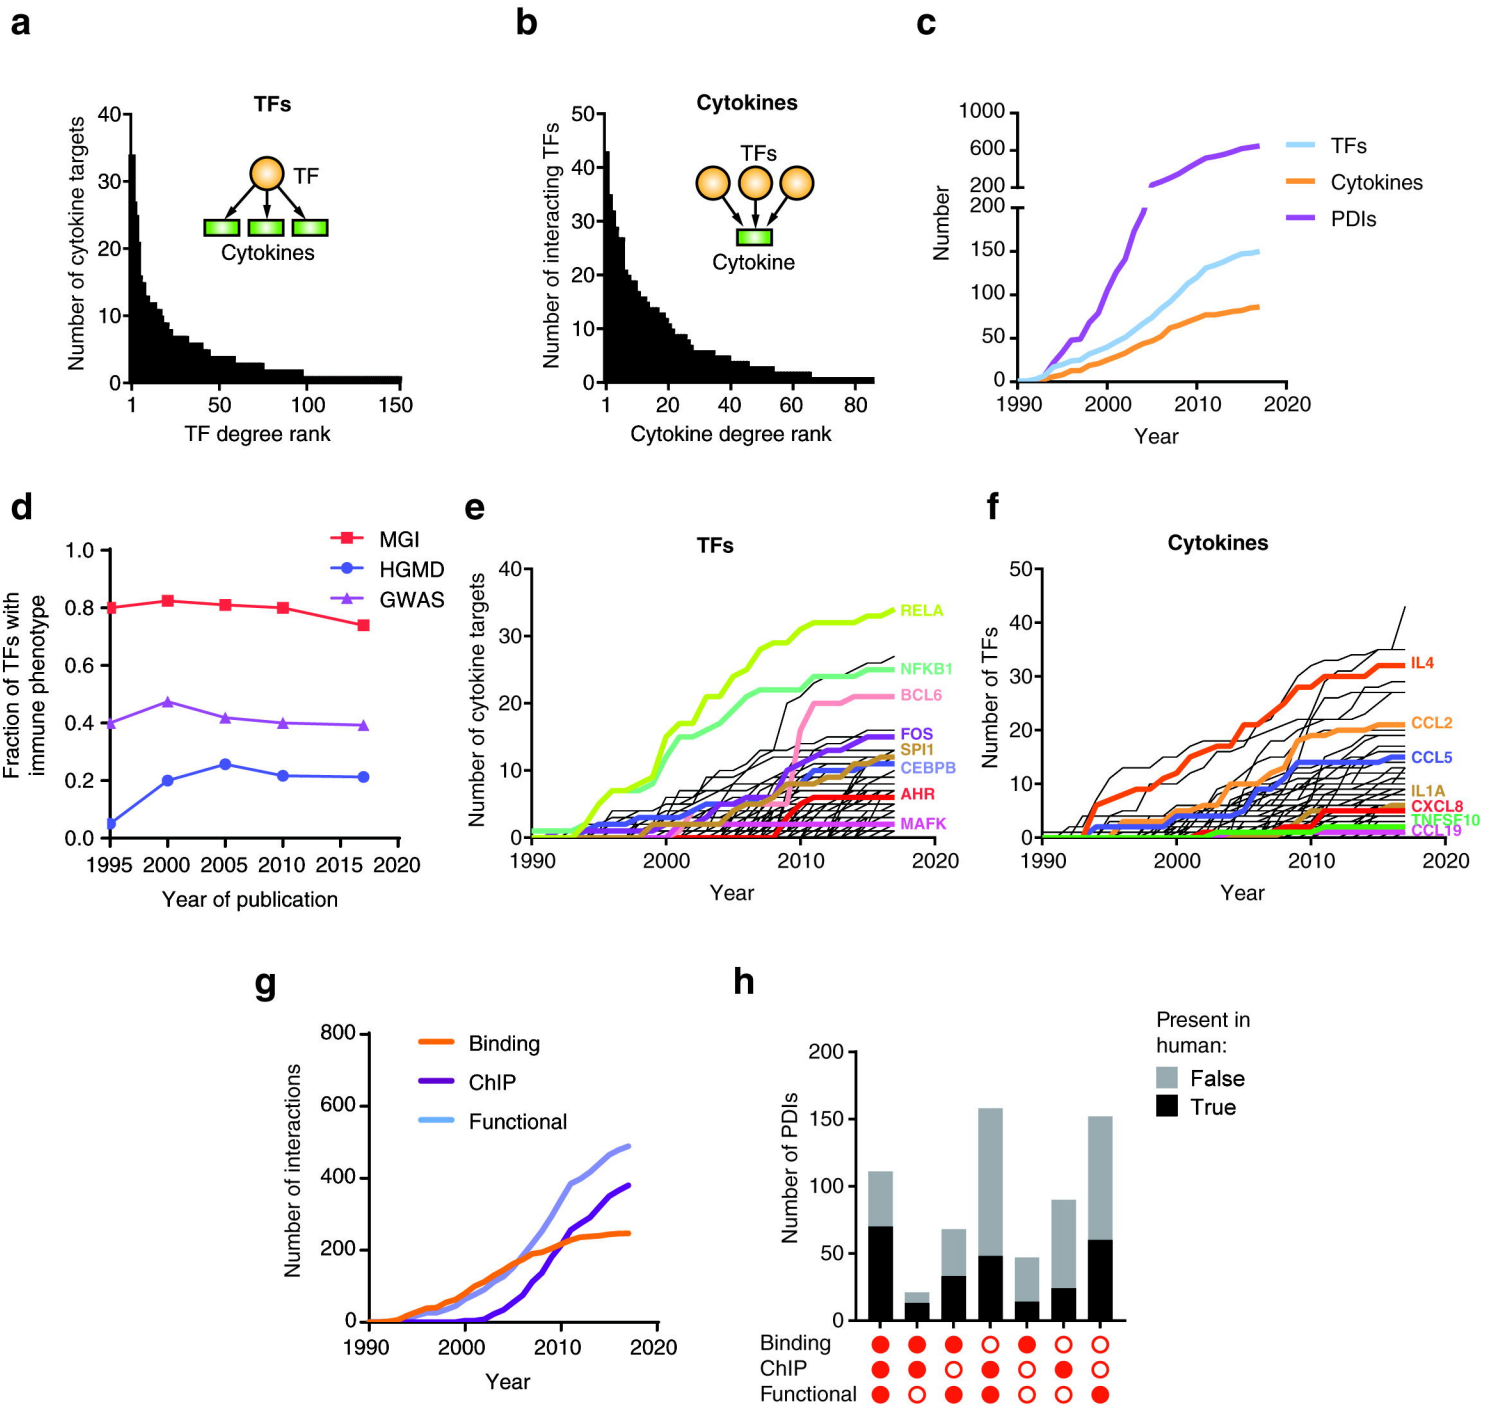 a
TFs
Number of cytokine targets
40
30
20
10
0
TF
Cytokines
1 50 100 150
TF degree rank
b
Cytokines
Number of interacting TFs
50
40
30
20
10
0
TFs
Cytokine
1 20 40 60 80
Cytokine degree rank
c
Number
1000
600
200
200
150
100
50
0
1990 2000 2010 2020
Year
TFs
Cytokines
PDIs
d
Fraction of TFs with
immune phenotype
1.0
0.8
0.6
0.4
0.2
0.0
1995 2000 2005 2010 2015 2020
Year of publication
MGI
HGMD
GWAS
e
TFs
Number of cytokine targets
40
30
20
10
0
1990 2000 2010 2020
Year
RELA
NFKB1
BCL6
FOS
SPI1
CEBPB
AHR
MAFK
f
Cytokines
Number of TFs
50
40
30
20
10
0
1990 2000 2010 2020
Year
IL4
CCL2
CCL5
IL1A
CXCL8
TNFSF10
CCL19
g
Number of interactions
800
600
400
200
0
1990 2000 2010 2020
Year
Binding
ChIP
Functional
h
Number of PDIs
200
150
100
50
0
Present in
human:
False
True
Binding
ChIP
Functional